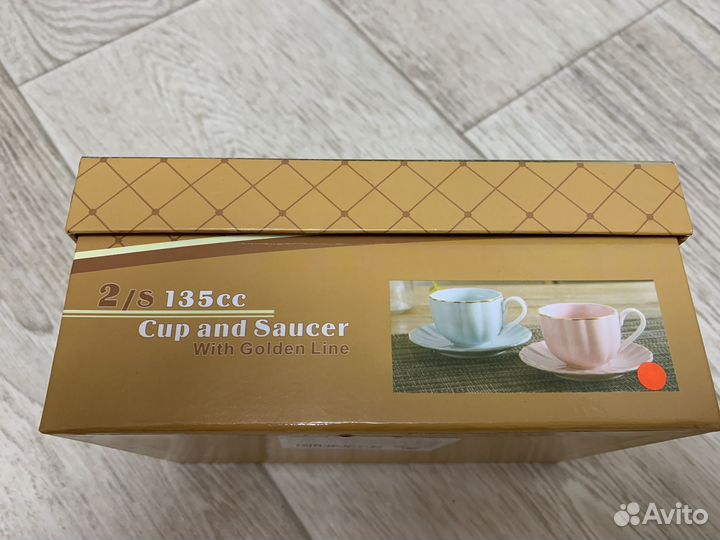 2/S 135cc
Cup and Saucer
With Golden Line
Avito